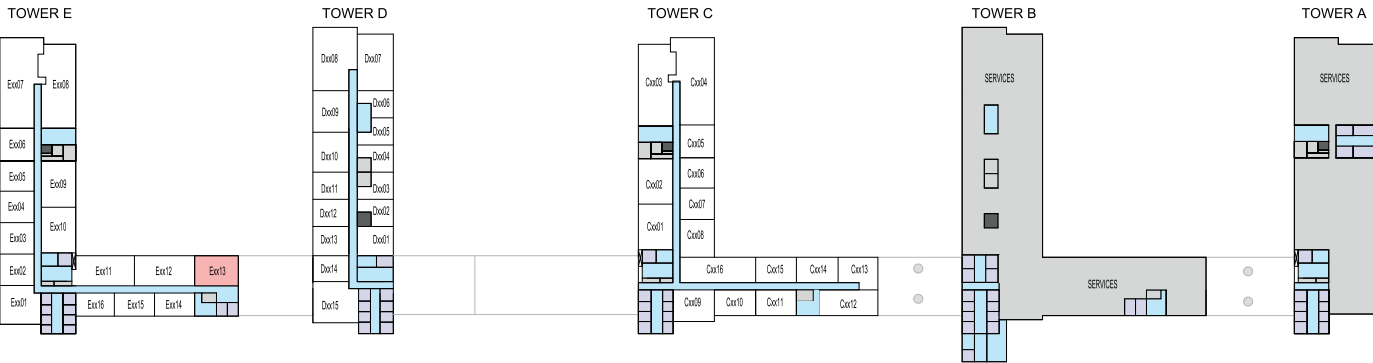 TOWER E
TOWER D
TOWER C
TOWER B
TOWER A
Exx07
Exx08
Exx06
Exx05
Exx09
Exx04
Exx03
Exx10
Exx02
Exx01
Exx11
Exx12
Exx13
Exx16
Exx15
Exx14
Dxx08
Dxx07
Dxx09
Dxx06
Dxx05
Dxx10
Dxx04
Dxx11
Dxx03
Dxx12
Dxx02
Dxx13
Dxx01
Dxx14
Dxx15
Cxx03
Cxx04
Cxx05
Cxx02
Cxx06
Cxx07
Cxx01
Cxx08
Cxx16
Cxx15
Cxx14
Cxx13
Cxx09
Cxx10
Cxx11
Cxx12
SERVICES
SERVICES
SERVICES